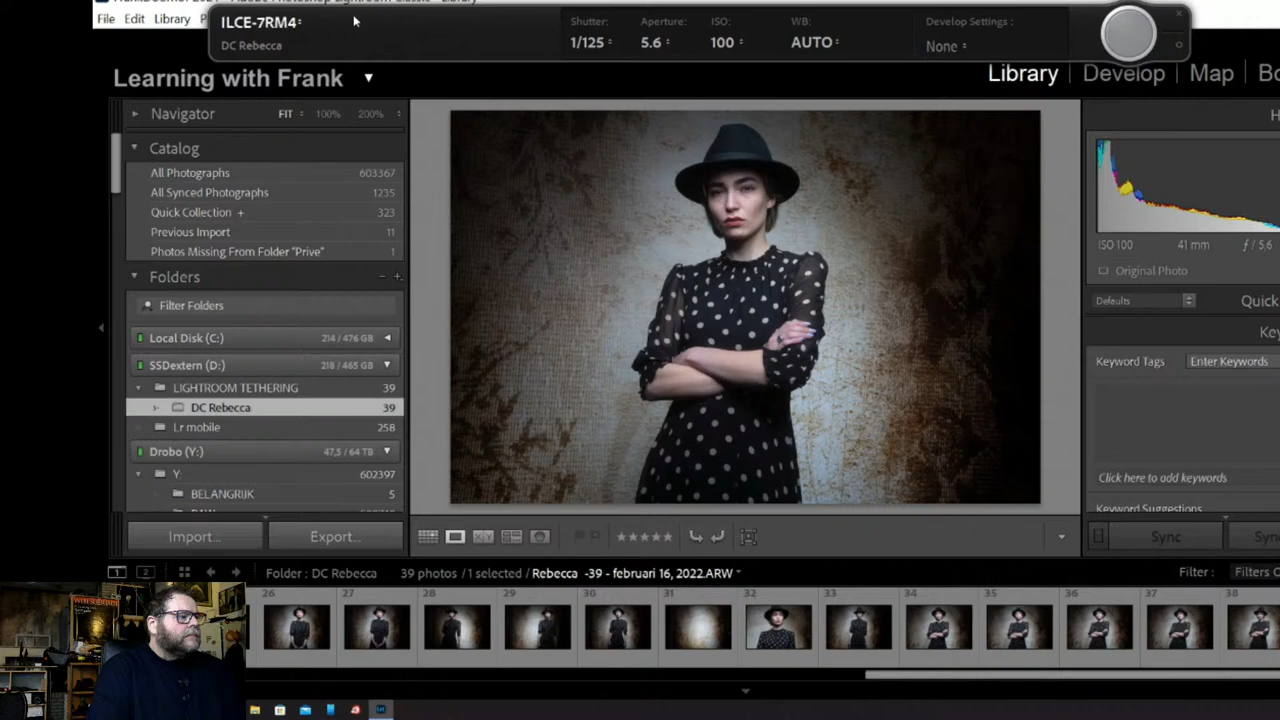 ILCE-7RM4
Shutter: Aperture: ISO: WB: Develop Settings :
1/125 5.6 100 AUTO None
DC Rebecca
File Edit Library
Learning with Frank
Library Develop Map
Navigator FIT 100% 200%
Catalog
All Photographs 603367
All Synced Photographs 1235
Quick Collection + 323
Previous Import 11
Photos Missing From Folder "Prive" 1
Folders - +
Filter Folders
Local Disk (C:) 214 / 476 GB
SSDextern (D:) 218 / 465 GB
LIGHTROOM TETHERING 39
DC Rebecca 39
Lr mobile 258
Drobo (Y:) 47,5 / 64 TB
Y: 602397
BELANGRIJK 5
Import... Export...
ISO 100 41 mm f / 5.6
Original Photo
Defaults Quick
Keyword Tags Enter Keywords
Click here to add keywords
Keyword Suggestions
Sync
1 2 Folder : DC Rebecca 39 photos / 1 selected / Rebecca -39 - februari 16, 2022.ARW Filter :
26 27 28 29 30 31 32 33 34 35 36 37 38